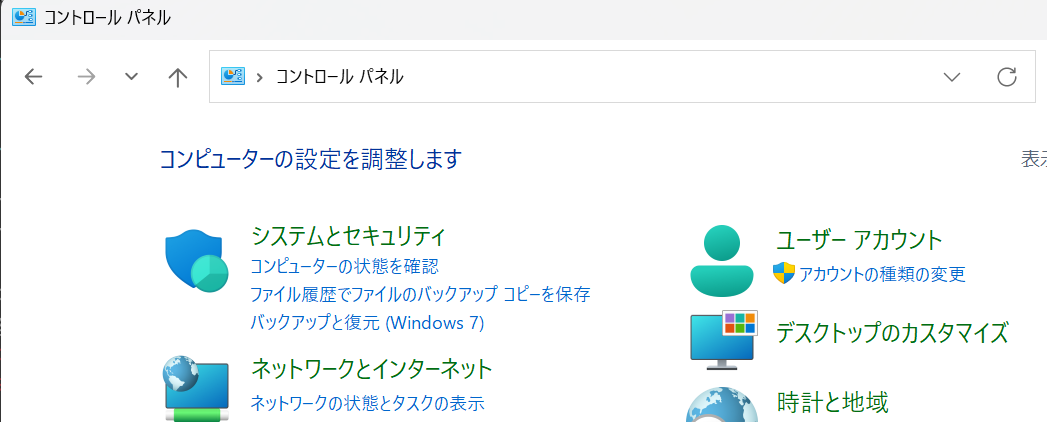 コントロール パネル
コントロール パネル
コンピューターの設定を調整します
表示
システムとセキュリティ
コンピューターの状態を確認
ファイル履歴でファイルのバックアップ コピーを保存
バックアップと復元 (Windows 7)
ネットワークとインターネット
ネットワークの状態とタスクの表示
ユーザー アカウント
アカウントの種類の変更
デスクトップのカスタマイズ
時計と地域